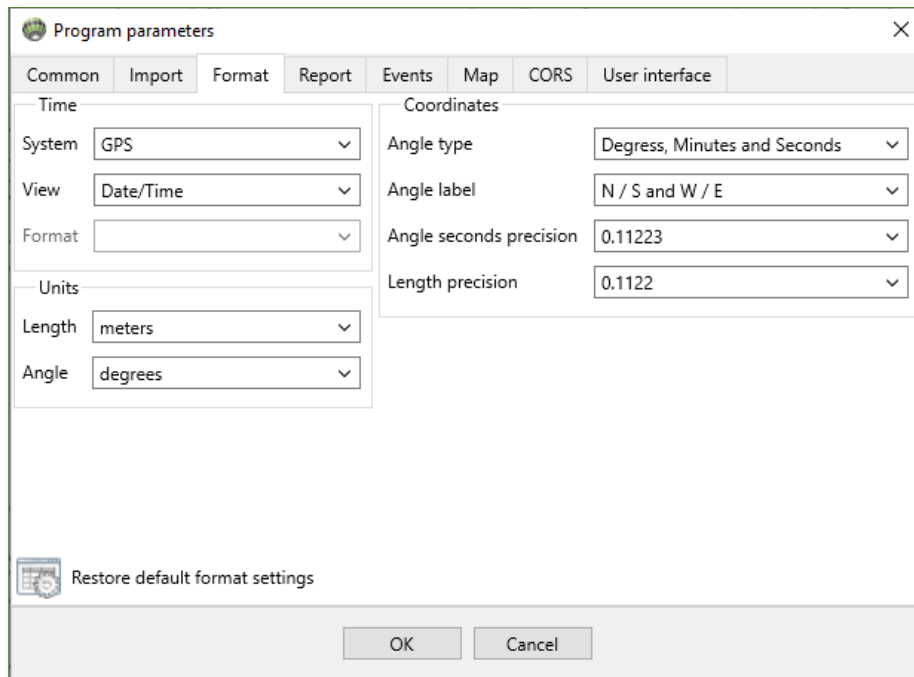 Program parameters
Common Import Format Report Events Map CORS User interface
Time
System GPS
View Date/Time
Format
Units
Length meters
Angle degrees
Coordinates
Angle type Degress, Minutes and Seconds
Angle label N / S and W / E
Angle seconds precision 0.11223
Length precision 0.1122
Restore default format settings
OK Cancel